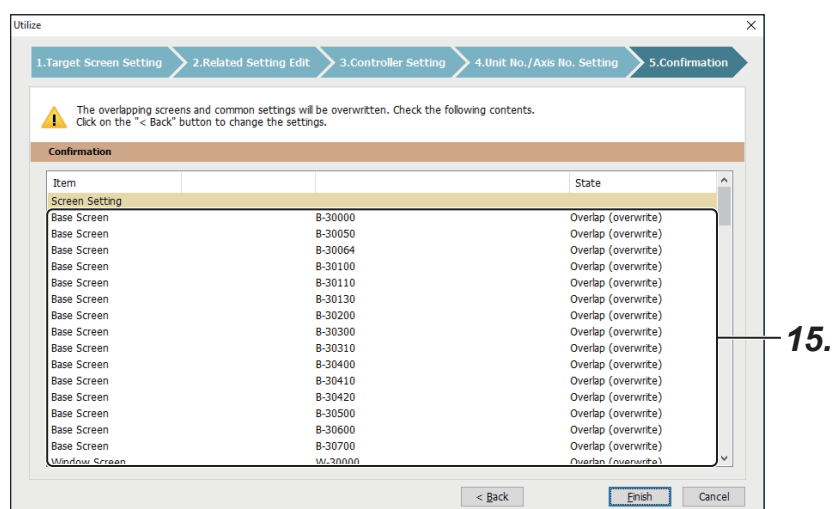 Utilize
1.Target Screen Setting 2.Related Setting Edit 3.Controller Setting 4.Unit No./Axis No. Setting 5.Confirmation
The overlapping screens and common settings will be overwritten. Check the following contents.
Click on the "< Back" button to change the settings.
Confirmation
Item State
Screen Setting
Base Screen B-30000 Overlap (overwrite)
Base Screen B-30050 Overlap (overwrite)
Base Screen B-30064 Overlap (overwrite)
Base Screen B-30100 Overlap (overwrite)
Base Screen B-30110 Overlap (overwrite)
Base Screen B-30130 Overlap (overwrite)
Base Screen B-30200 Overlap (overwrite)
Base Screen B-30300 Overlap (overwrite)
Base Screen B-30310 Overlap (overwrite)
Base Screen B-30400 Overlap (overwrite)
Base Screen B-30410 Overlap (overwrite)
Base Screen B-30420 Overlap (overwrite)
Base Screen B-30500 Overlap (overwrite)
Base Screen B-30600 Overlap (overwrite)
Base Screen B-30700 Overlap (overwrite)
Window Screen W-30000 Overlap (overwrite)
15.
< Back Finish Cancel